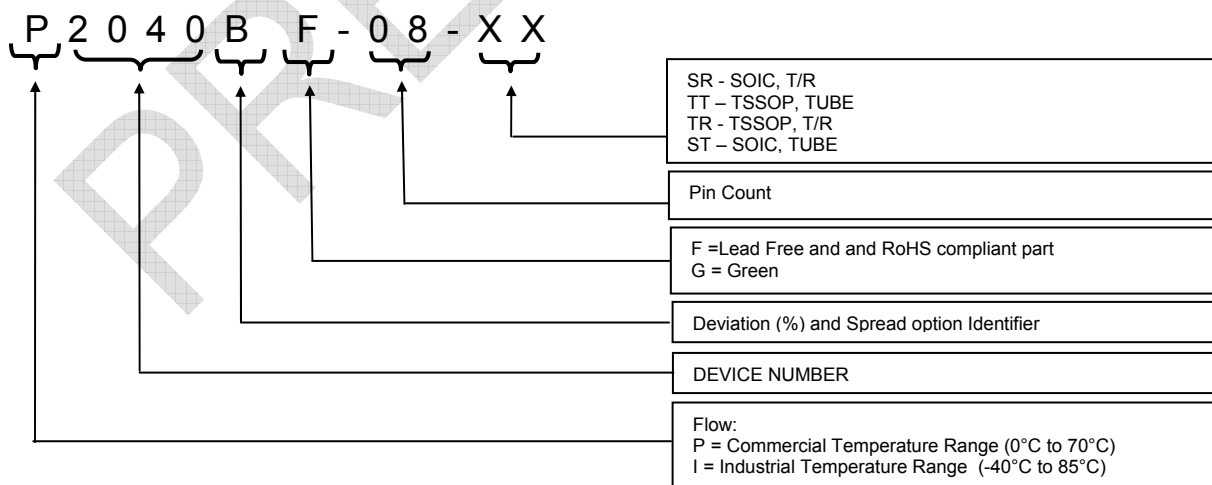 P 2 0 4 0 B F - 0 8 - X X
SR - SOIC, T/R
TT – TSSOP, TUBE
TR - TSSOP, T/R
ST – SOIC, TUBE
Pin Count
F =Lead Free and and RoHS compliant part
G = Green
Deviation (%) and Spread option Identifier
DEVICE NUMBER
Flow:
P = Commercial Temperature Range (0°C to 70°C)
I = Industrial Temperature Range (-40°C to 85°C)
PRE